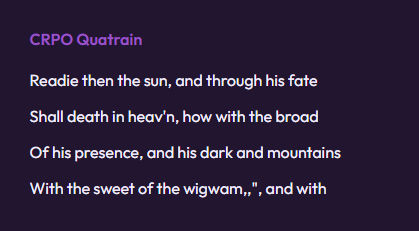 CRPO Quatrain
Readie then the sun, and through his fate
Shall death in heav'n, how with the broad
Of his presence, and his dark and mountains
With the sweet of the wigwam,,", and with